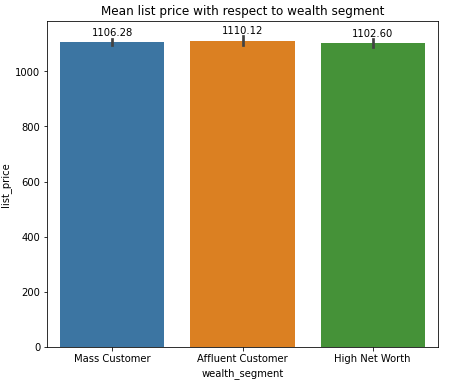 Mean list price with respect to wealth segment
1106.28
1110.12
1102.60
1000
800
600
400
200
0
list_price
Mass Customer
Affluent Customer
High Net Worth
wealth_segment